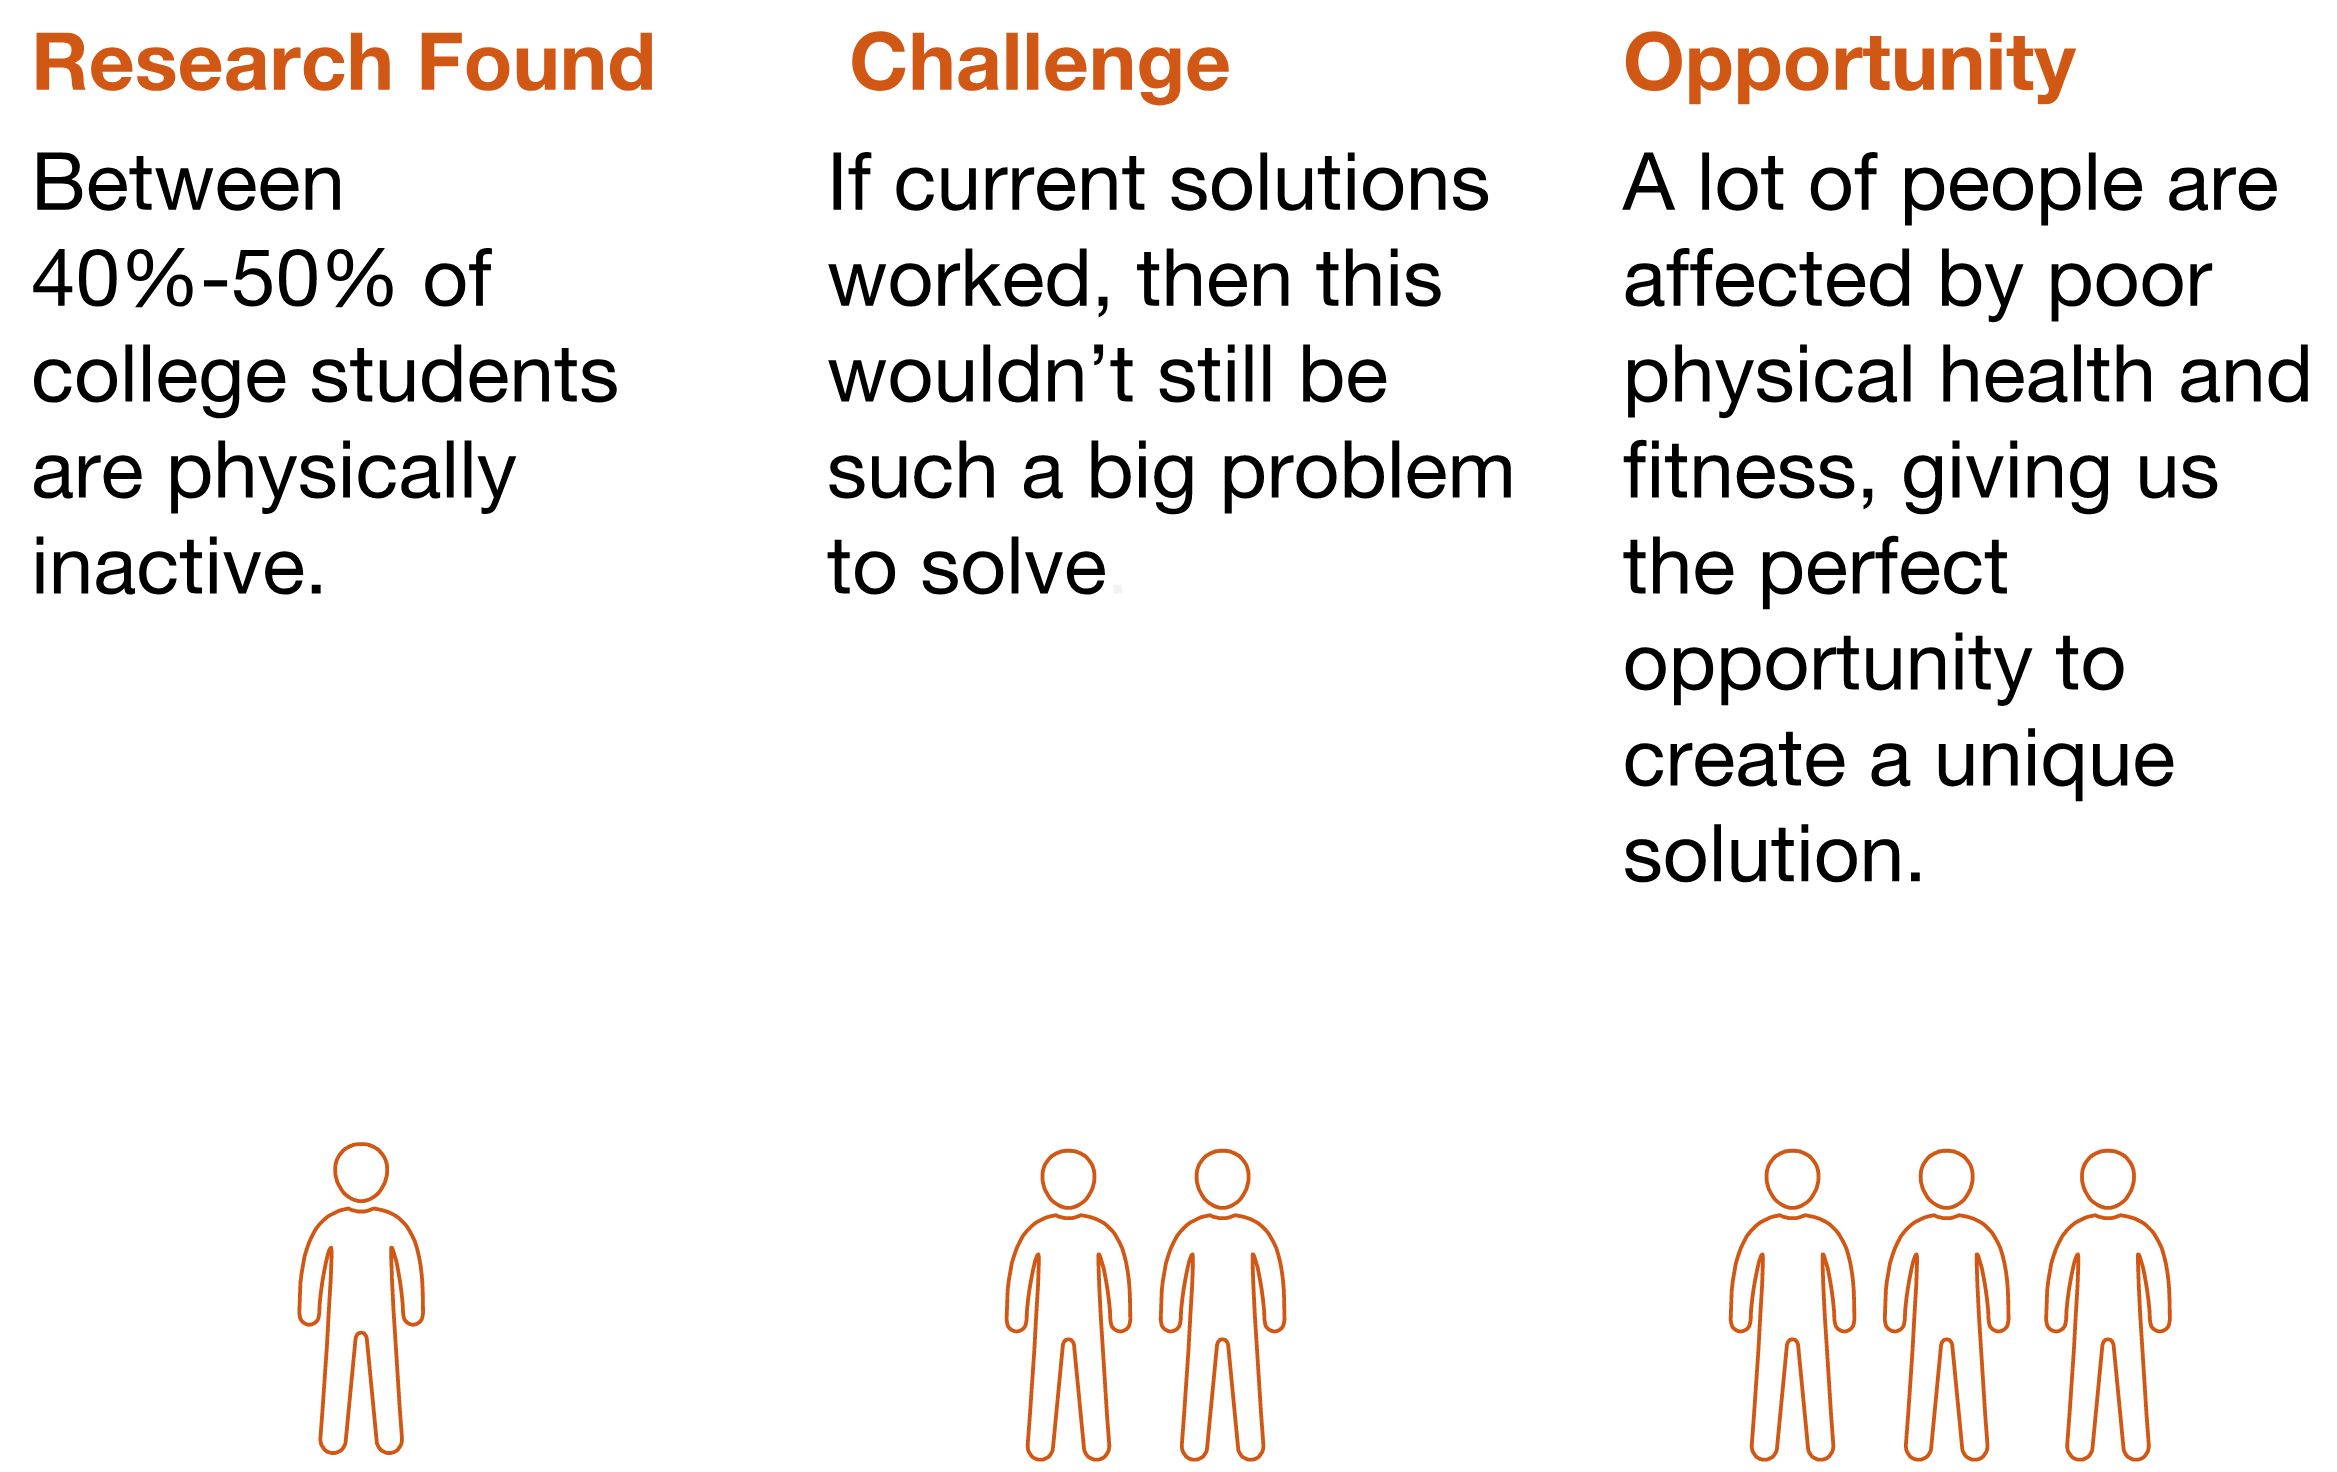 Research Found
Between
40%-50% of
college students
are physically
inactive.
Challenge
If current solutions
worked, then this
wouldn’t still be
such a big problem
to solve.
Opportunity
A lot of people are
affected by poor
physical health and
fitness, giving us
the perfect
opportunity to
create a unique
solution.